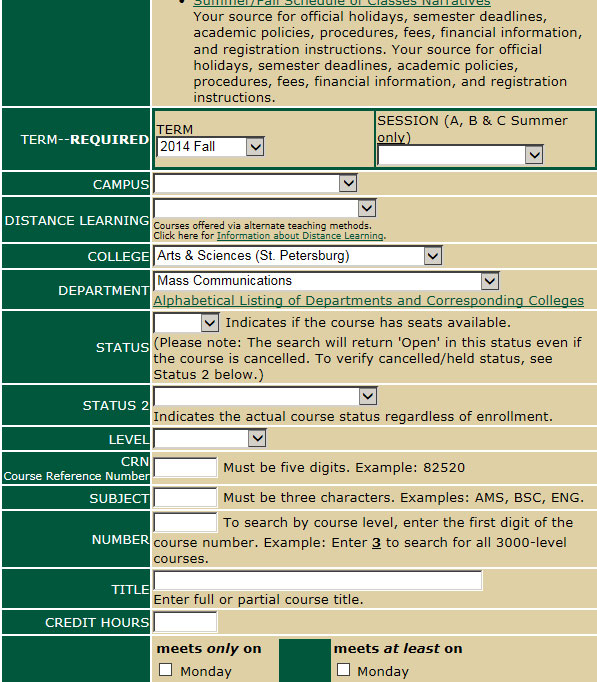 Summer/Fall Schedule of Classes Narratives
Your source for official holidays, semester deadlines,
academic policies, procedures, fees, financial information,
and registration instructions. Your source for official
holidays, semester deadlines, academic policies,
procedures, fees, financial information, and registration
instructions.
TERM--REQUIRED
TERM
2014 Fall
SESSION (A, B & C Summer
only)
CAMPUS
DISTANCE LEARNING
Courses offered via alternate teaching methods.
Click here for Information about Distance Learning.
COLLEGE
Arts & Sciences (St. Petersburg)
DEPARTMENT
Mass Communications
Alphabetical Listing of Departments and Corresponding Colleges
STATUS
Indicates if the course has seats available.
(Please note: The search will return 'Open' in this status even if
the course is cancelled. To verify cancelled/held status, see
Status 2 below.)
STATUS 2
Indicates the actual course status regardless of enrollment.
LEVEL
CRN
Course Reference Number
Must be five digits. Example: 82520
SUBJECT
Must be three characters. Examples: AMS, BSC, ENG.
NUMBER
To search by course level, enter the first digit of the
course number. Example: Enter 3 to search for all 3000-level
courses.
TITLE
Enter full or partial course title.
CREDIT HOURS
meets only on
Monday
meets at least on
Monday